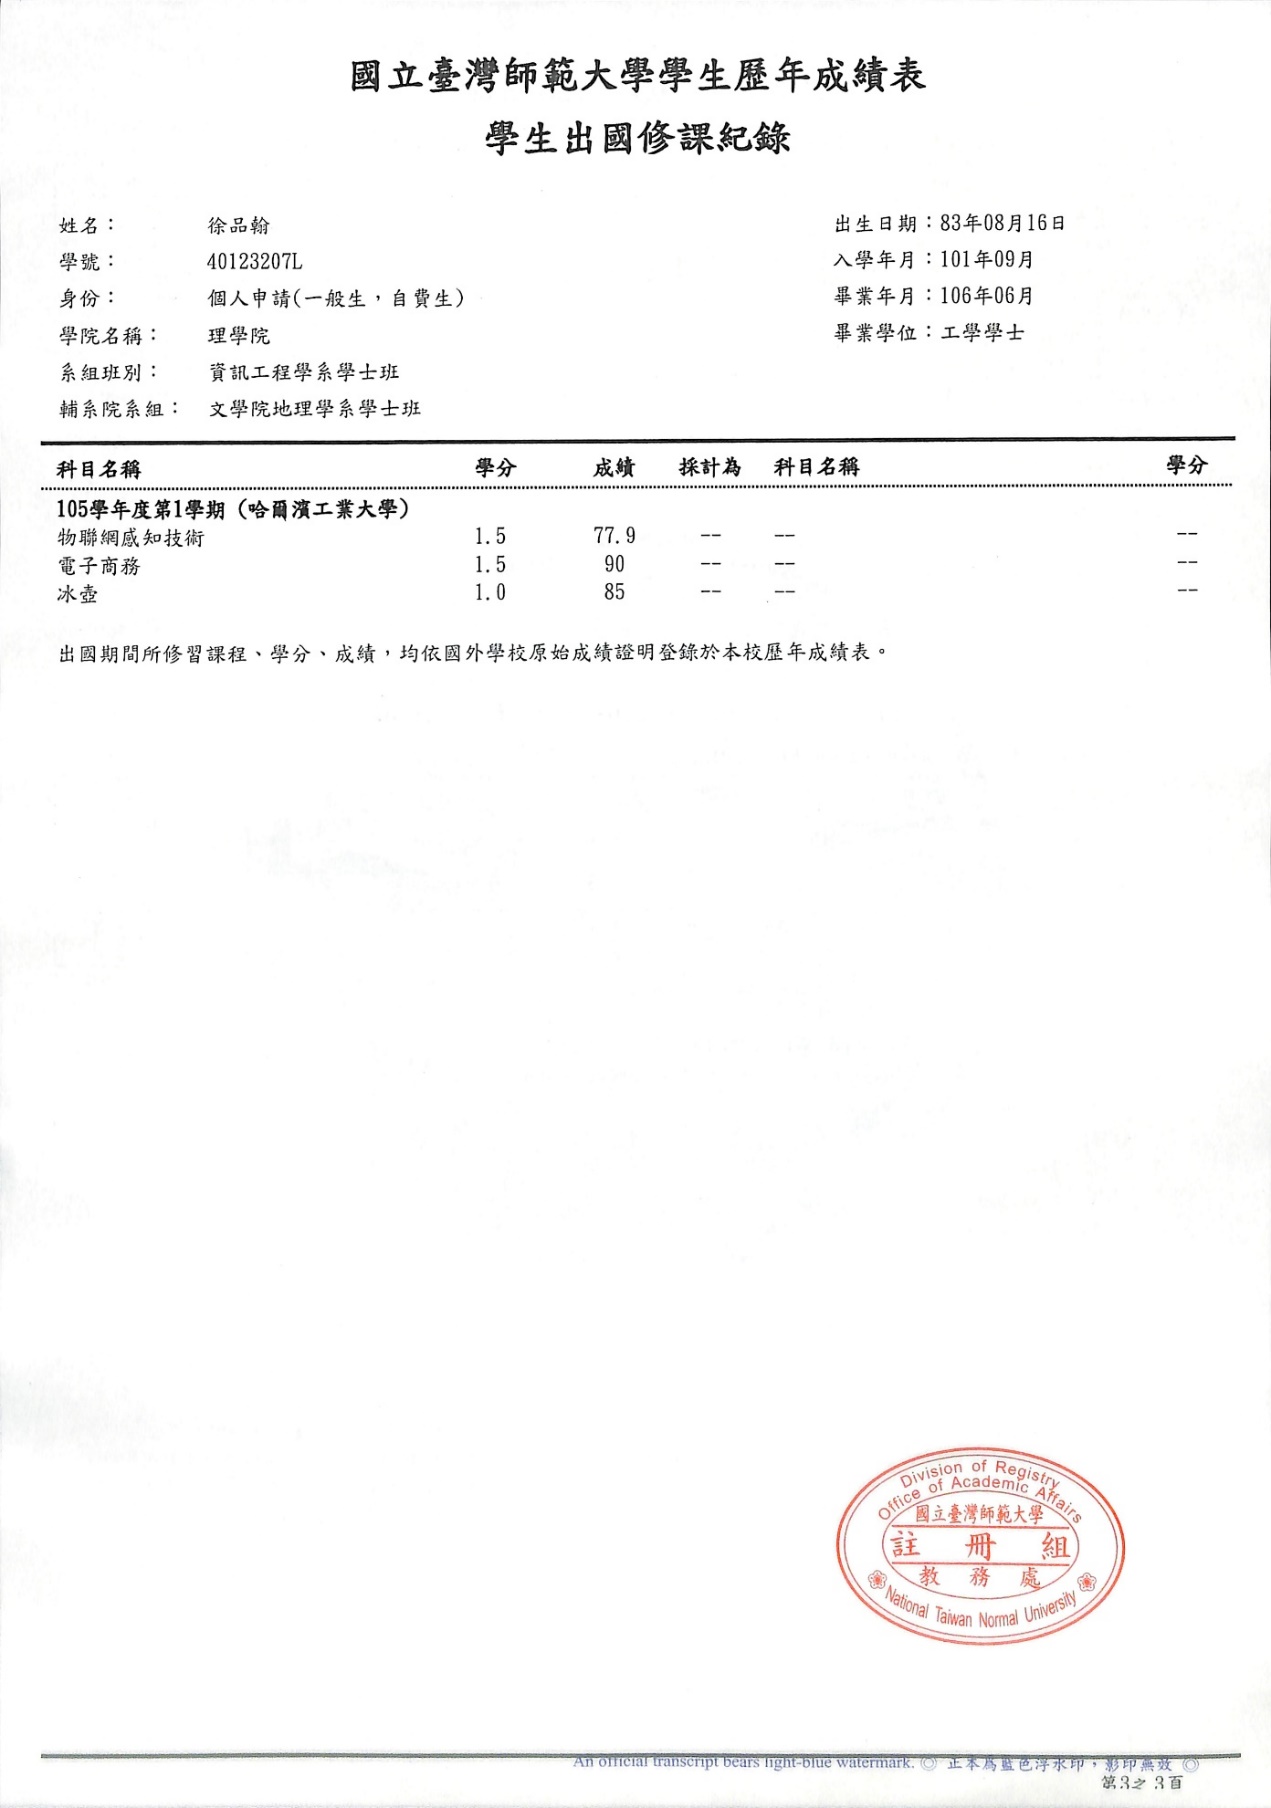 國立臺灣師範大學學生歷年成績表
學生出國修課紀錄
姓名： 徐品翰 出生日期：83年08月16日
學號： 40123207L 入學年月：101年09月
身份： 個人申請(一般生，自費生) 畢業年月：106年06月
學院名稱： 理學院 畢業學位：工學學士
系組班別： 資訊工程學系學士班
輔系院系組： 文學院地理學系學士班
科目名稱 學分 成績 採計為 科目名稱 學分
105學年度第1學期（哈爾濱工業大學）
物聯網感知技術 1.5 77.9 -- -- --
電子商務 1.5 90 -- -- --
冰壺 1.0 85 -- -- --
出國期間所修習課程、學分、成績，均依國外學校原始成績證明登錄於本校歷年成績表。
Division of Registry
Office of Academic Affairs
國立臺灣師範大學
註冊組
教務處
National Taiwan Normal University
An official transcript bears light-blue watermark. ◎ 正本為藍色浮水印，影印無效 ◎
第3之 3頁